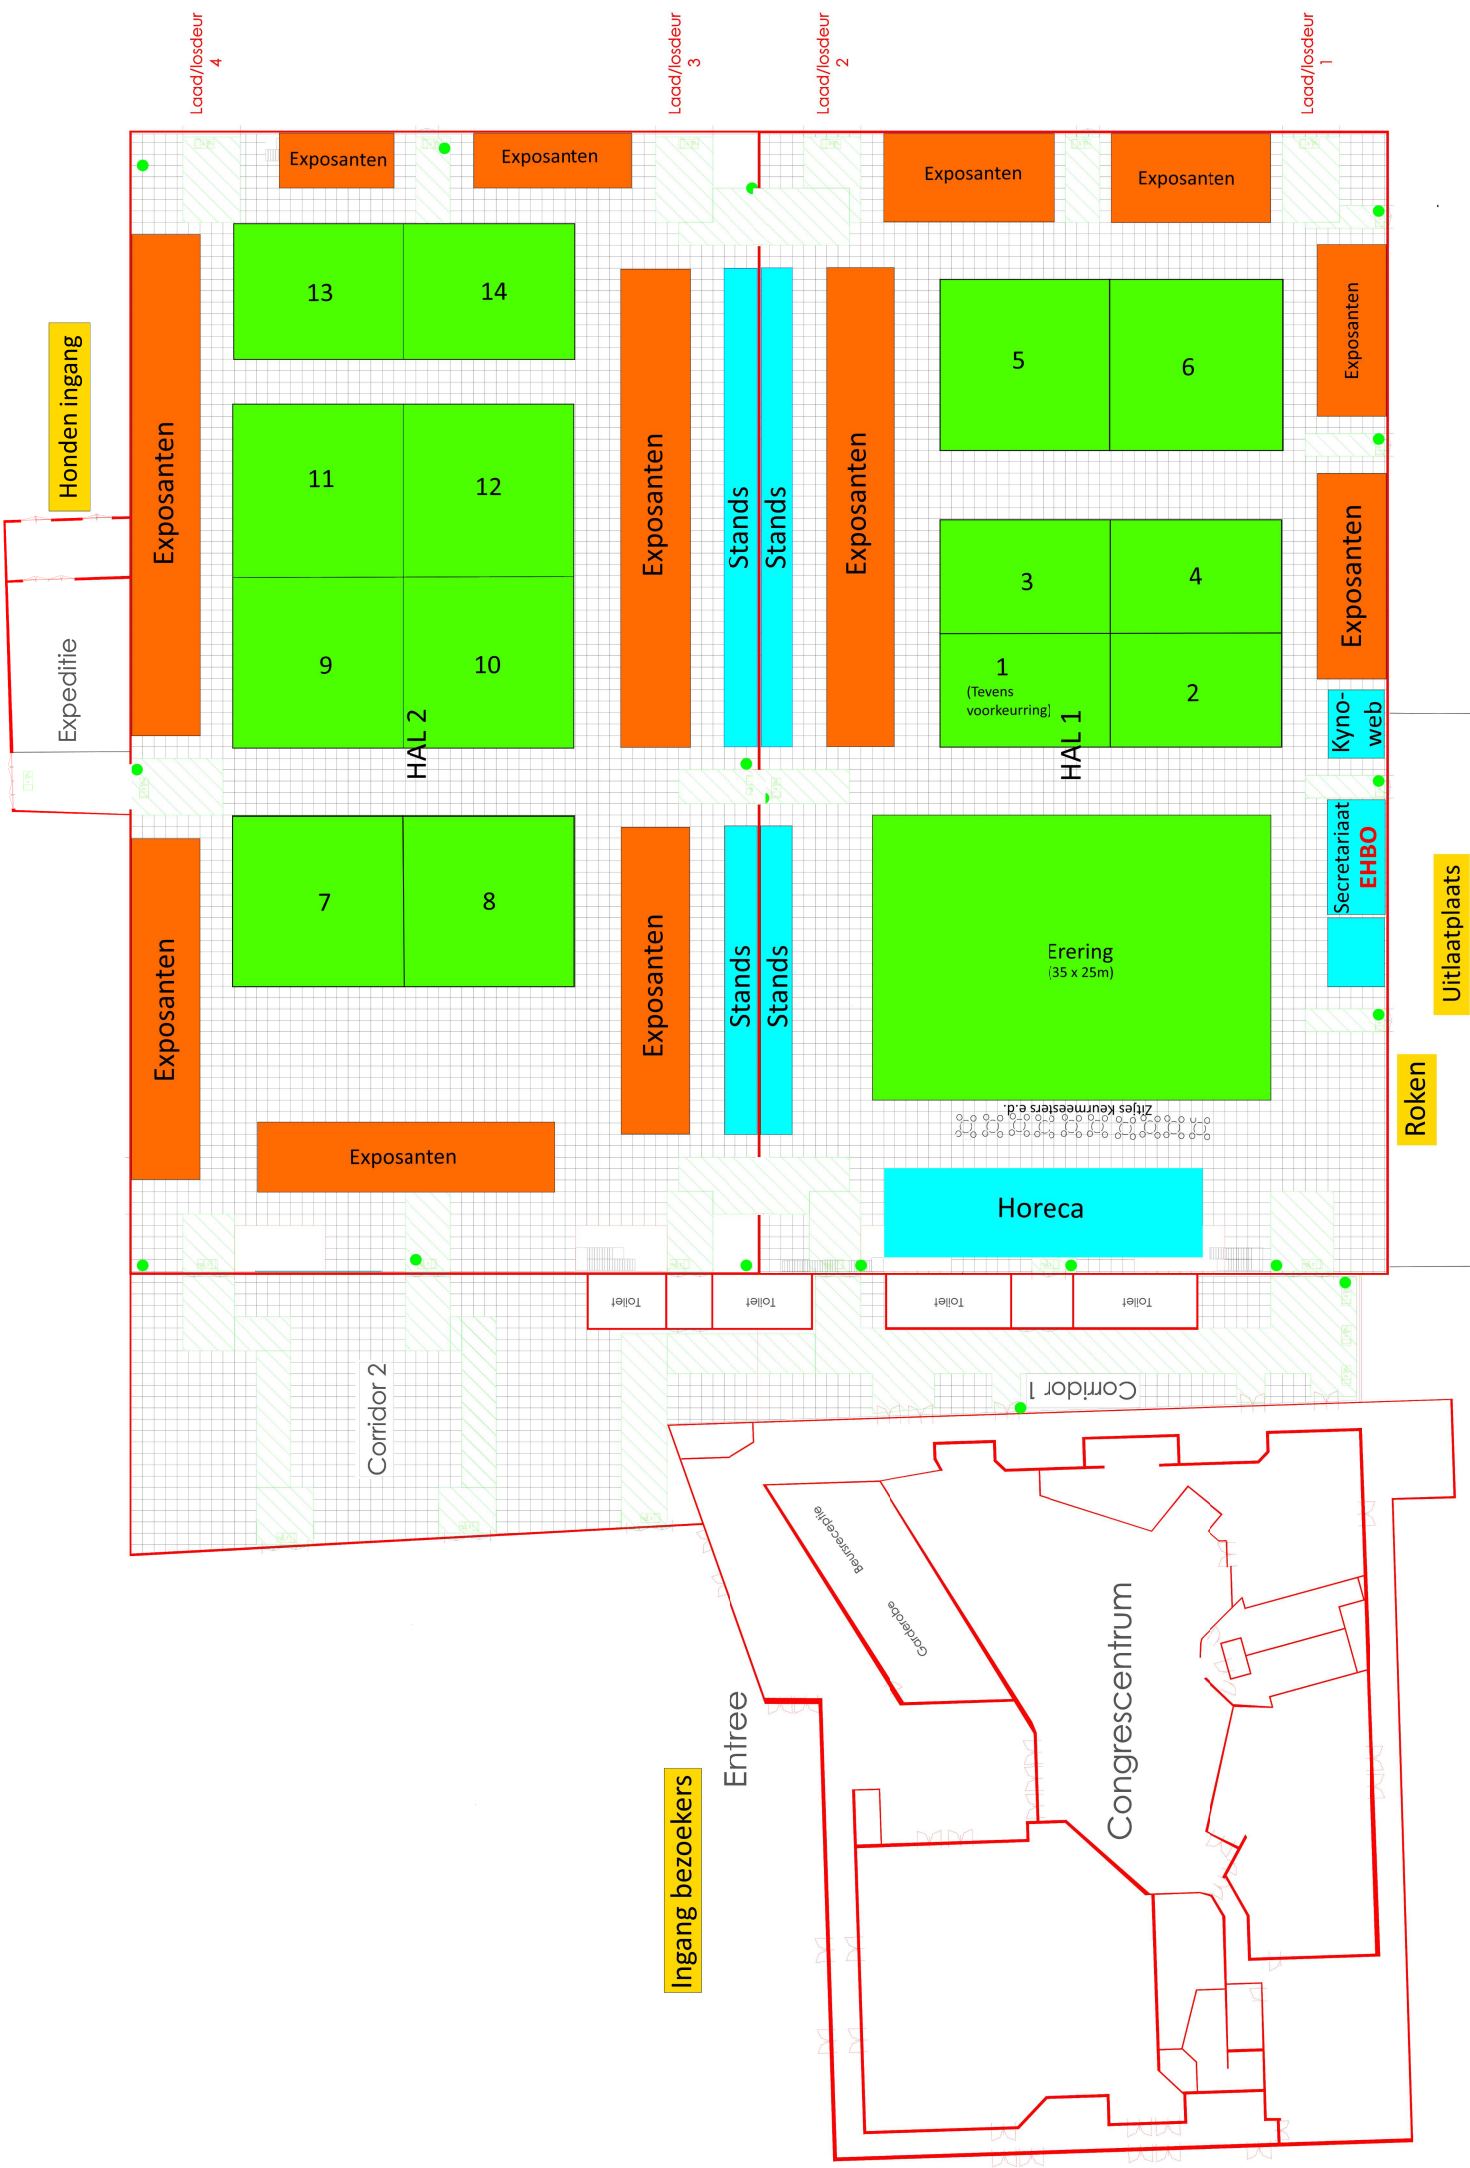 Laad/losdeur
4
Laad/losdeur
3
Laad/losdeur
2
Laad/losdeur
1
Exposanten
Exposanten
Exposanten
Exposanten
Honden ingang
Expeditie
Exposanten
13
14
11
12
9
10
HAL 2
Exposanten
Stands
Stands
Exposanten
5
6
3
4
1
(Tevens
voorkeurring)
2
HAL 1
Exposanten
Exposanten
Kyno-
web
Secretariaat
EHBO
Uitlaatplaats
Roken
Exposanten
7
8
Exposanten
Stands
Stands
Erering
(35 x 25m)
Zitjes Keurmeesters e.d.
Exposanten
Horeca
Toilet
Toilet
Toilet
Toilet
Corridor 2
Corridor 1
Beursreceptie
Garderobe
Entree
Congrescentrum
Ingang bezoekers